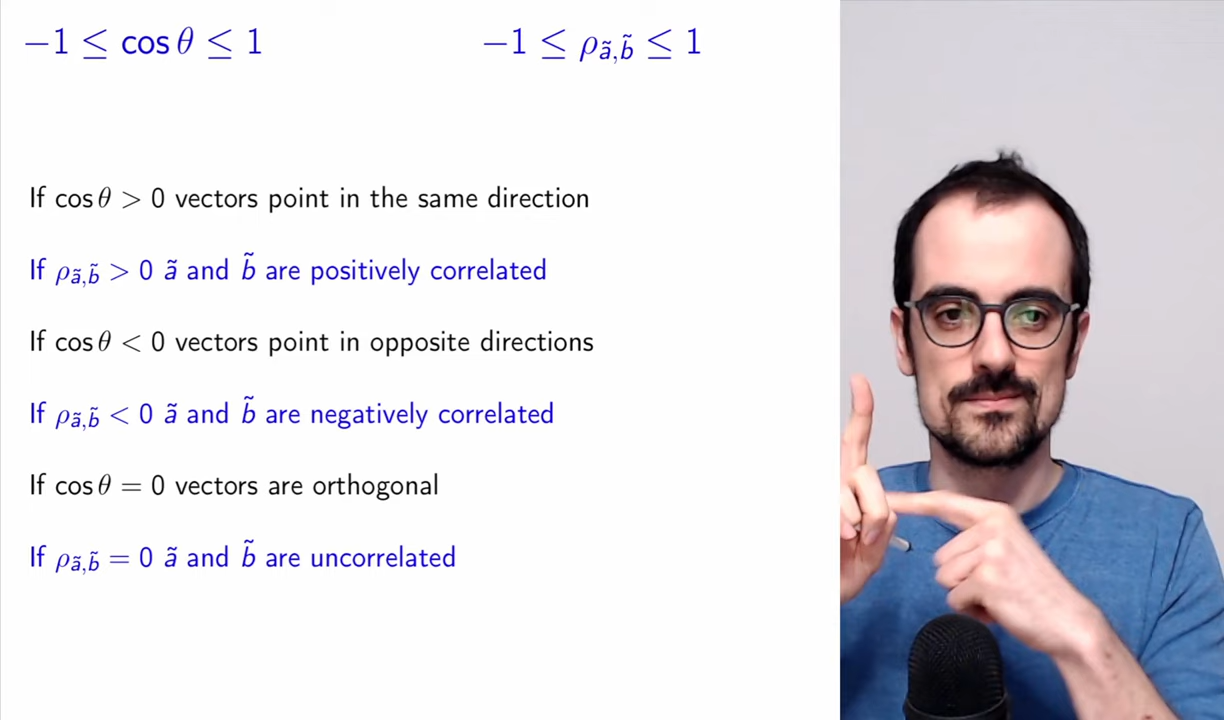 −1 ≤ cos θ ≤ 1
−1 ≤ ρ_{ã,b̃} ≤ 1
If cos θ > 0 vectors point in the same direction
If ρ_{ã,b̃} > 0 ã and b̃ are positively correlated
If cos θ < 0 vectors point in opposite directions
If ρ_{ã,b̃} < 0 ã and b̃ are negatively correlated
If cos θ = 0 vectors are orthogonal
If ρ_{ã,b̃} = 0 ã and b̃ are uncorrelated